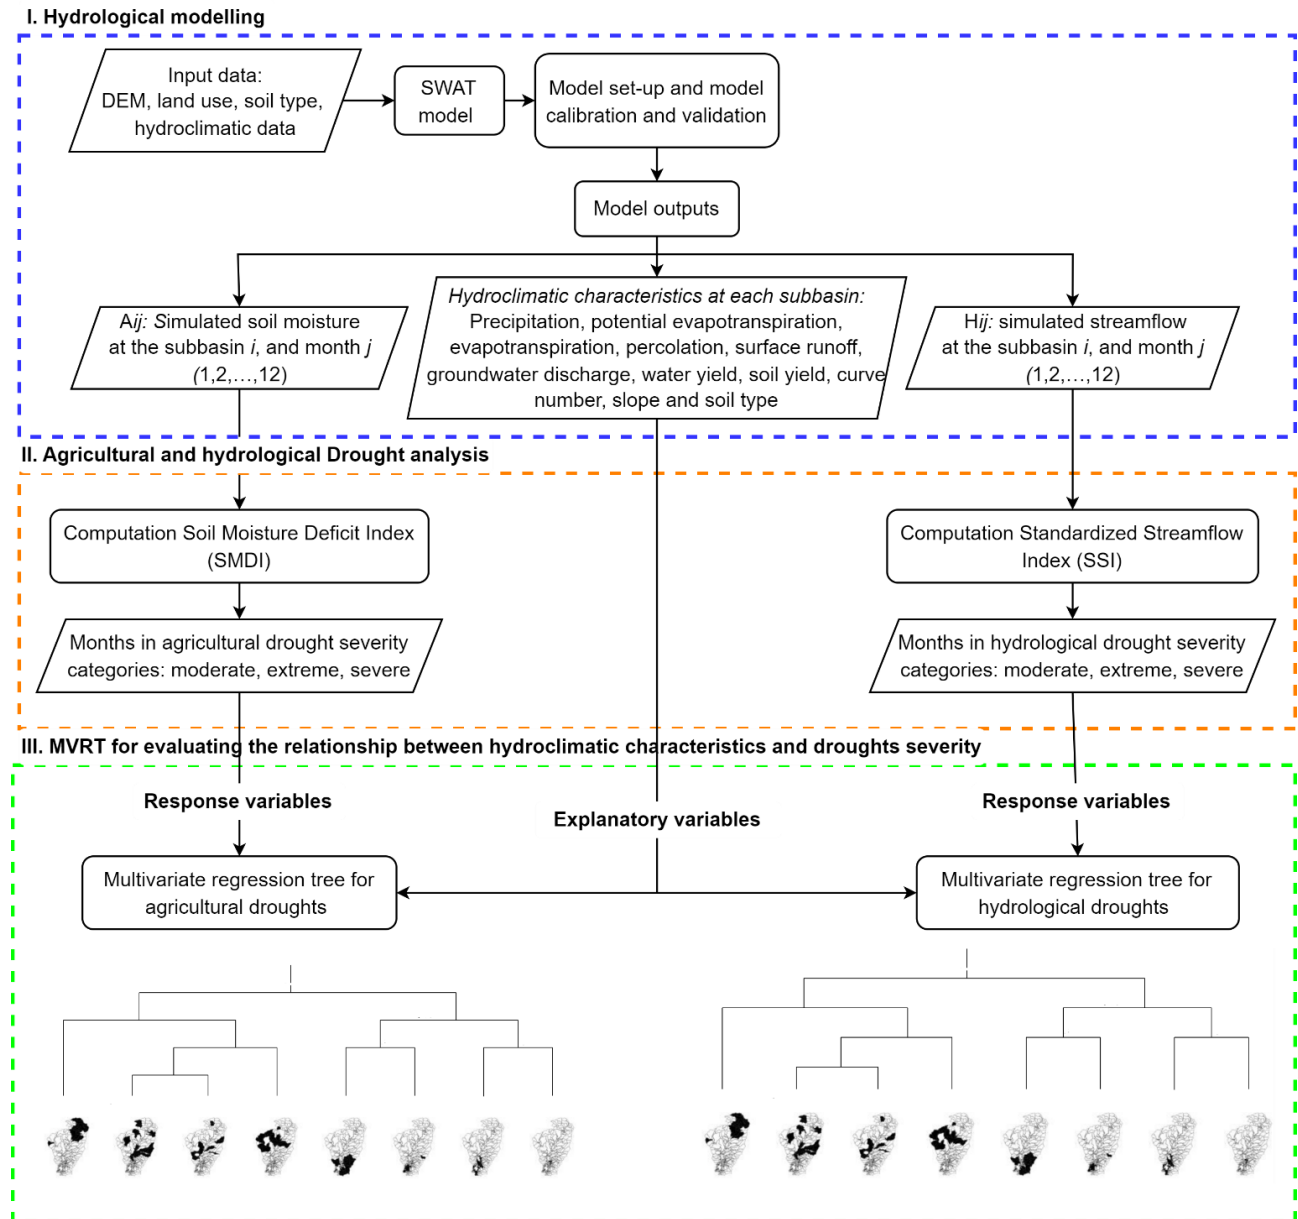 I. Hydrological modelling
Input data:
DEM, land use, soil type,
hydroclimatic data
SWAT
model
Model set-up and model
calibration and validation
Model outputs
Aij: Simulated soil moisture
at the subbasin i, and month j
(1,2,...,12)
Hydroclimatic characteristics at each subbasin:
Precipitation, potential evapotranspiration,
evapotranspiration, percolation, surface runoff,
groundwater discharge, water yield, soil yield, curve
number, slope and soil type
Hij: simulated streamflow
at the subbasin i, and month j
(1,2,...,12)
II. Agricultural and hydrological Drought analysis
Computation Soil Moisture Deficit Index
(SMDI)
Computation Standardized Streamflow
Index (SSI)
Months in agricultural drought severity
categories: moderate, extreme, severe
Months in hydrological drought severity
categories: moderate, extreme, severe
III. MVRT for evaluating the relationship between hydroclimatic characteristics and droughts severity
Response variables
Explanatory variables
Response variables
Multivariate regression tree for
agricultural droughts
Multivariate regression tree for
hydrological droughts